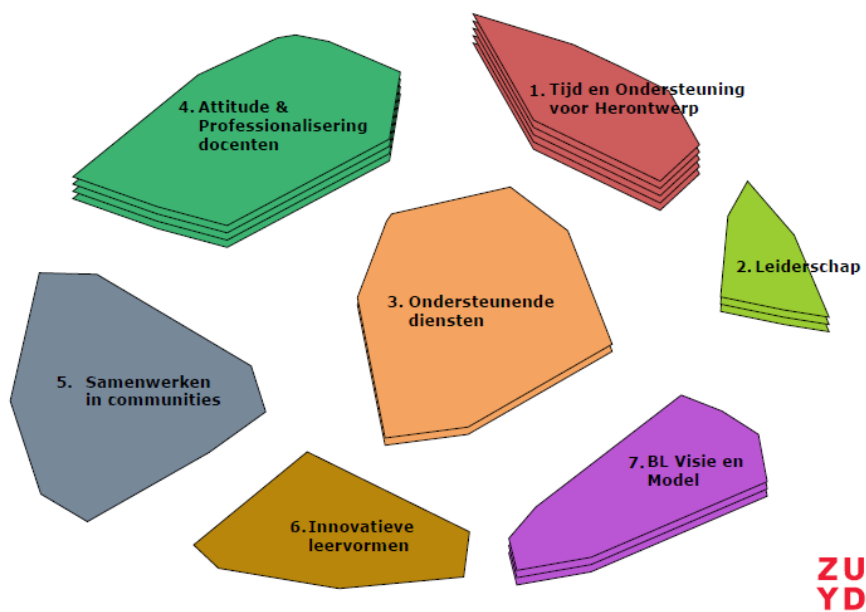 1. Tijd en Ondersteuning
voor Herontwerp
4. Attitude &
Professionalisering
docenten
2. Leiderschap
3. Ondersteunende
diensten
5. Samenwerken
in communities
7. BL Visie en
Model
6. Innovatieve
leervormen
ZU
YD